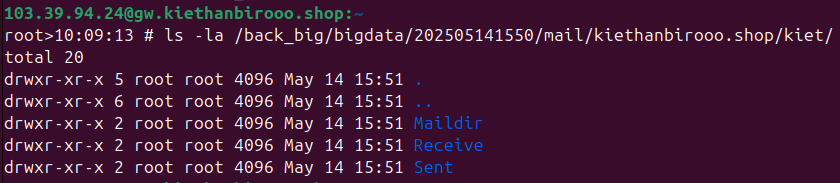 103.39.94.24@gw.kiethanbirooo.shop:~
root>10:09:13 # ls -la /back_big/bigdata/202505141550/mail/kiethanbirooo.shop/kiet/
total 20
drwxr-xr-x 5 root root 4096 May 14 15:51 .
drwxr-xr-x 6 root root 4096 May 14 15:51 ..
drwxr-xr-x 2 root root 4096 May 14 15:51 Maildir
drwxr-xr-x 2 root root 4096 May 14 15:51 Receive
drwxr-xr-x 2 root root 4096 May 14 15:51 Sent